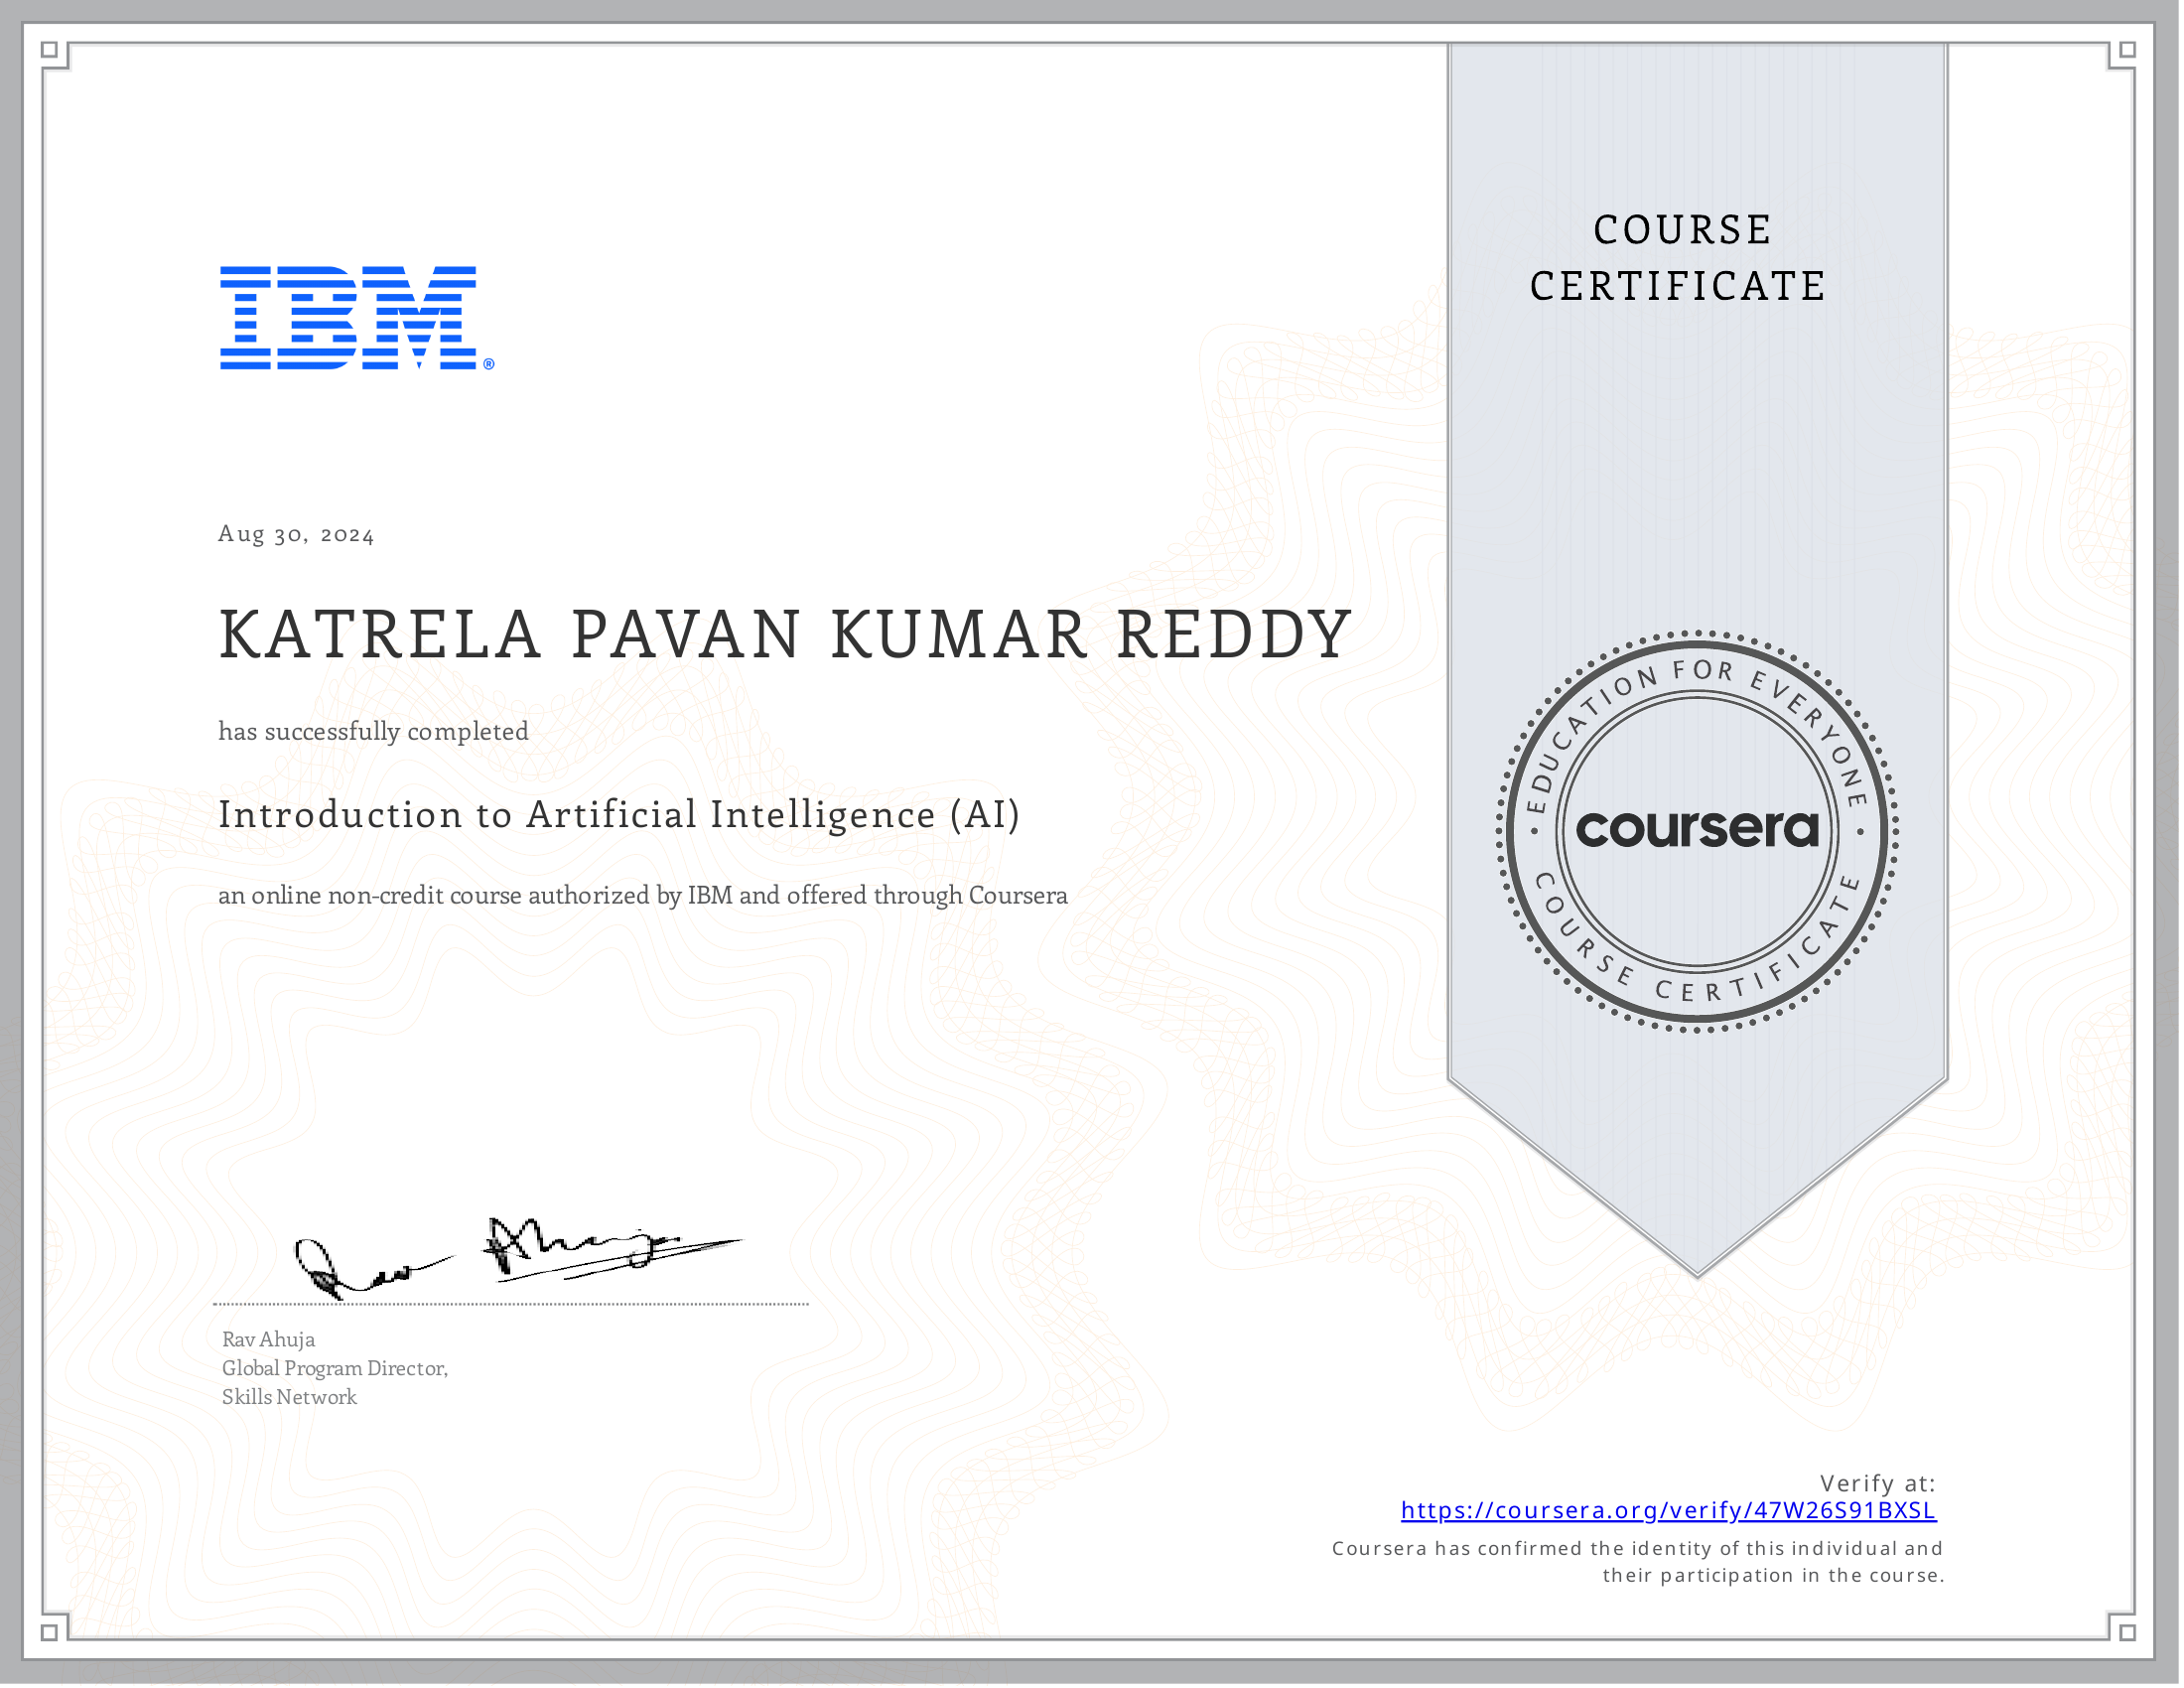 IBM®
COURSE
CERTIFICATE
Aug 30, 2024
KATRELA PAVAN KUMAR REDDY
has successfully completed
Introduction to Artificial Intelligence (AI)
an online non-credit course authorized by IBM and offered through Coursera
EDUCATION FOR EVERYONE
coursera
COURSE CERTIFICATE
Rav Ahuja
Global Program Director,
Skills Network
Verify at:
https://coursera.org/verify/47W26S91BXSL
Coursera has confirmed the identity of this individual and
their participation in the course.